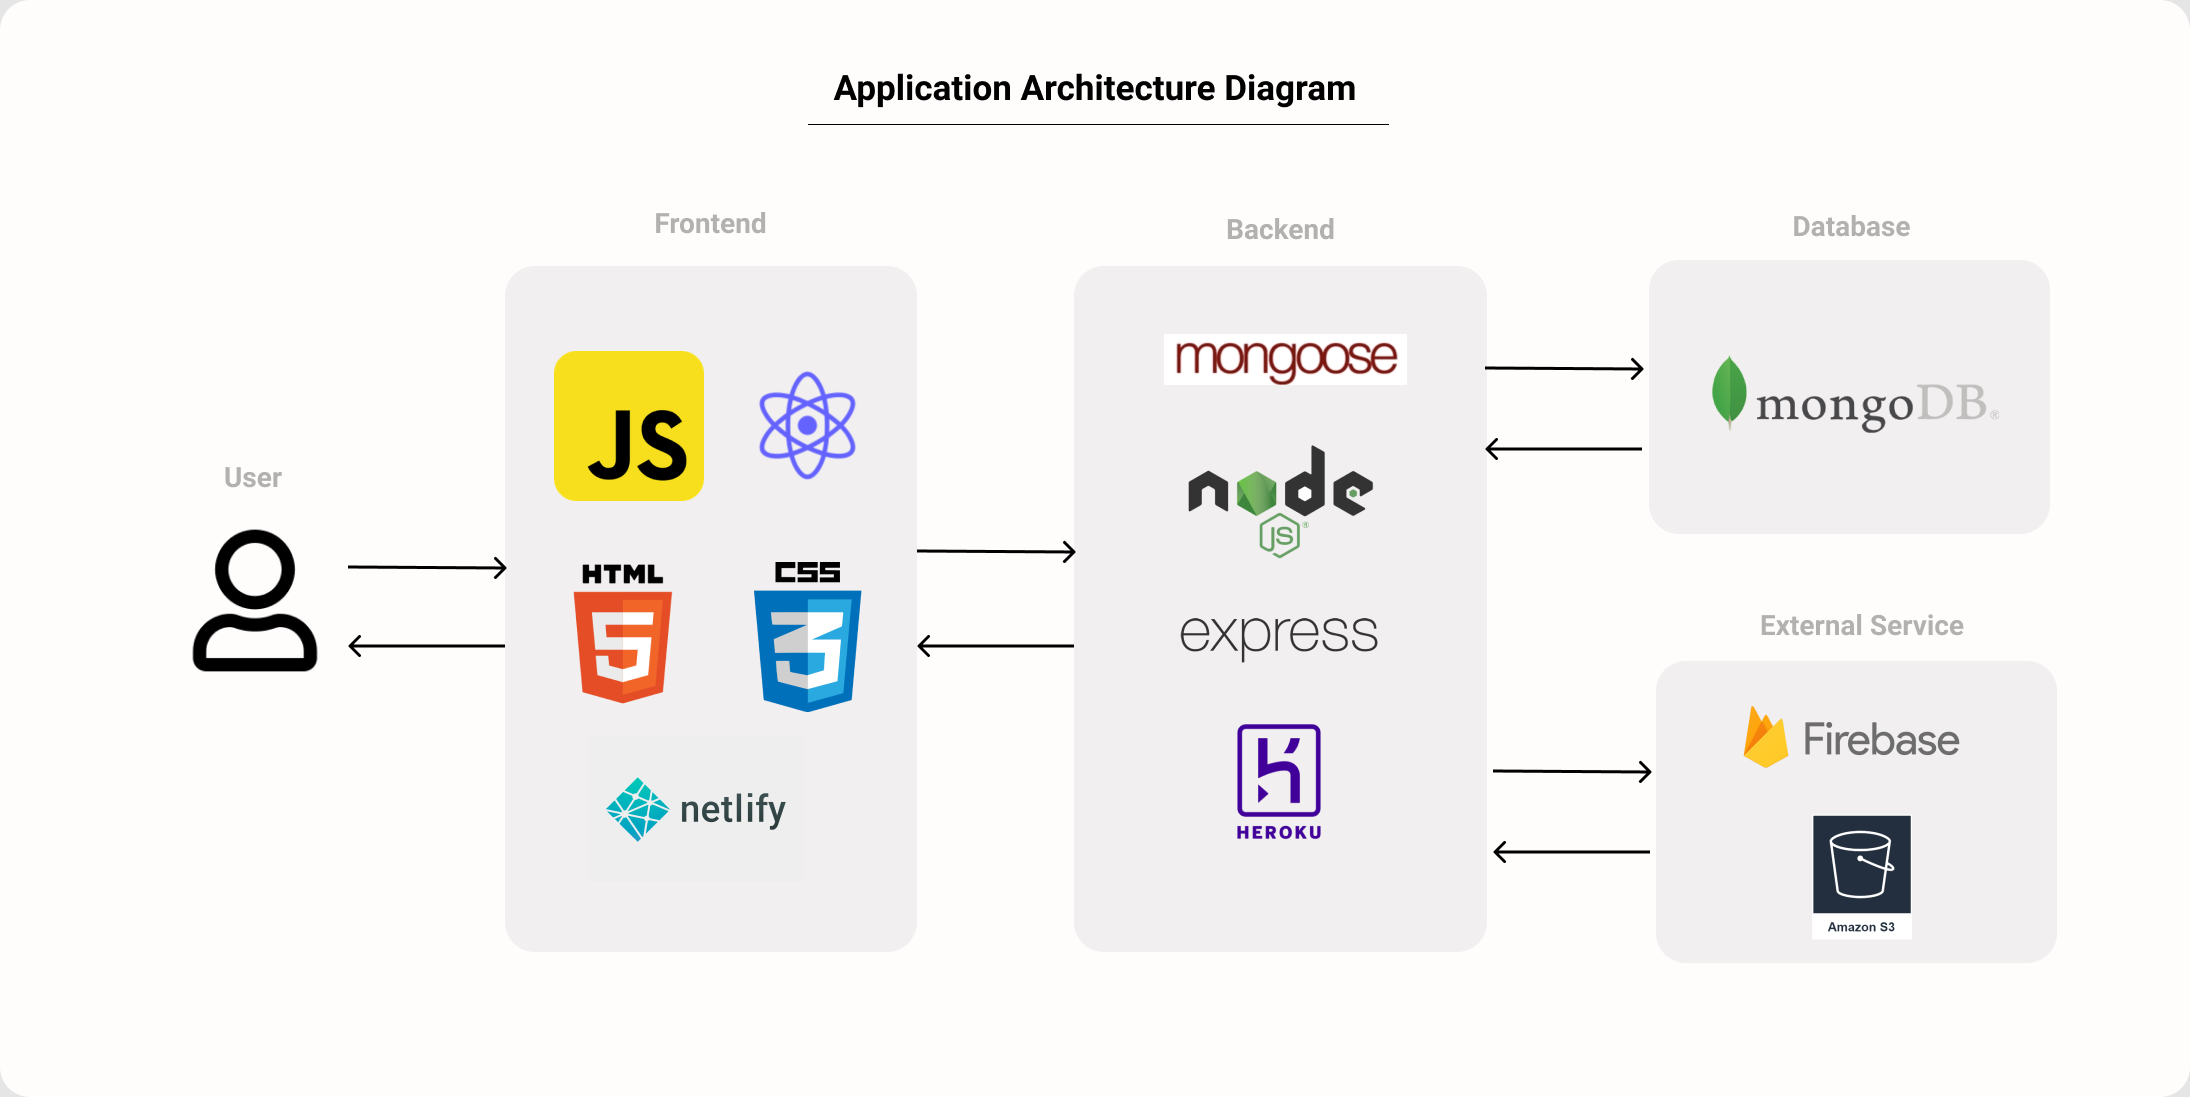 Application Architecture Diagram
Frontend
Backend
Database
User
External Service
JS
HTML
CSS
netlify
mongoose
node
JS®
express
HEROKU
mongoDB®
Firebase
Amazon S3